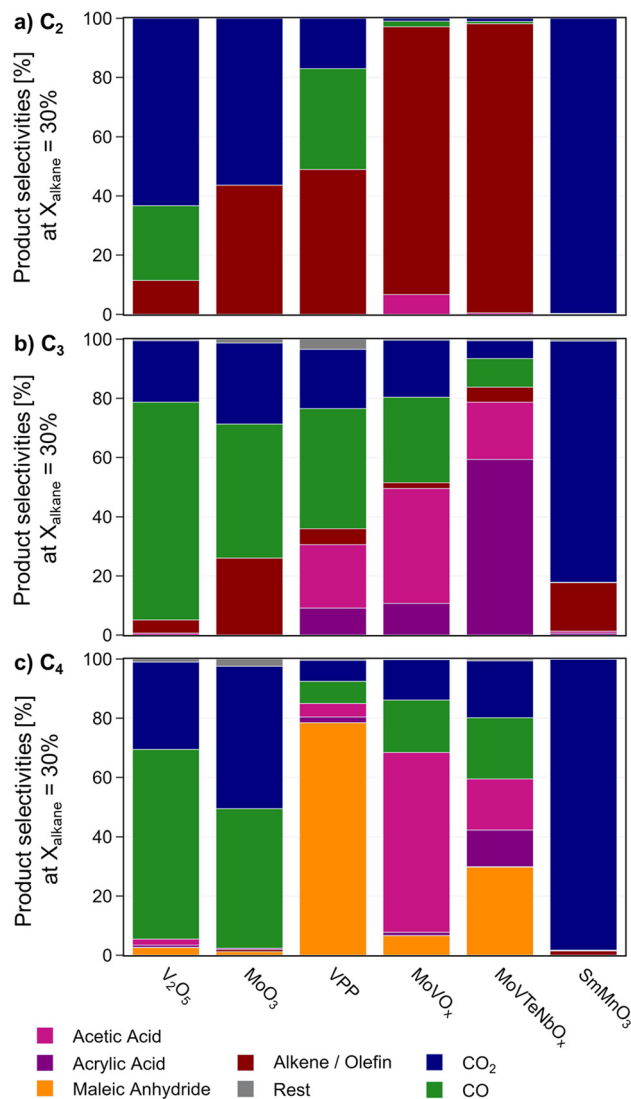 a) C₂
100
80
60
40
20
0
Product selectivities [%]
at Xalkane = 30%
b) C₃
100
80
60
40
20
0
Product selectivities [%]
at Xalkane = 30%
c) C₄
100
80
60
40
20
0
Product selectivities [%]
at Xalkane = 30%
V₂O₅
MoO₃
VPP
MoVOₓ
MoVTeNbOₓ
SmMnO₃
Acetic Acid
Acrylic Acid
Maleic Anhydride
Alkene / Olefin
Rest
CO₂
CO